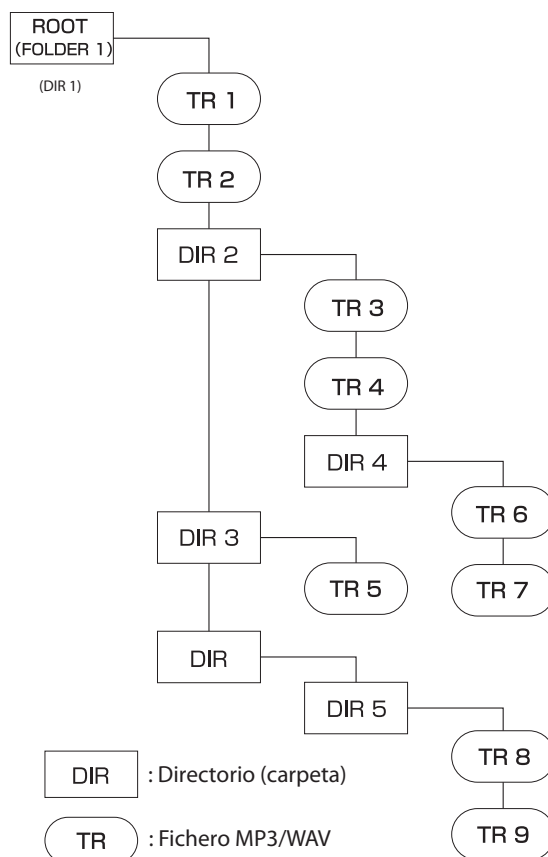 ROOT
(FOLDER 1)
(DIR 1)
TR 1
TR 2
DIR 2
TR 3
TR 4
DIR 4
TR 6
DIR 3
TR 5
TR 7
DIR
DIR 5
TR 8
DIR : Directorio (carpeta)
TR : Fichero MP3/WAV
TR 9